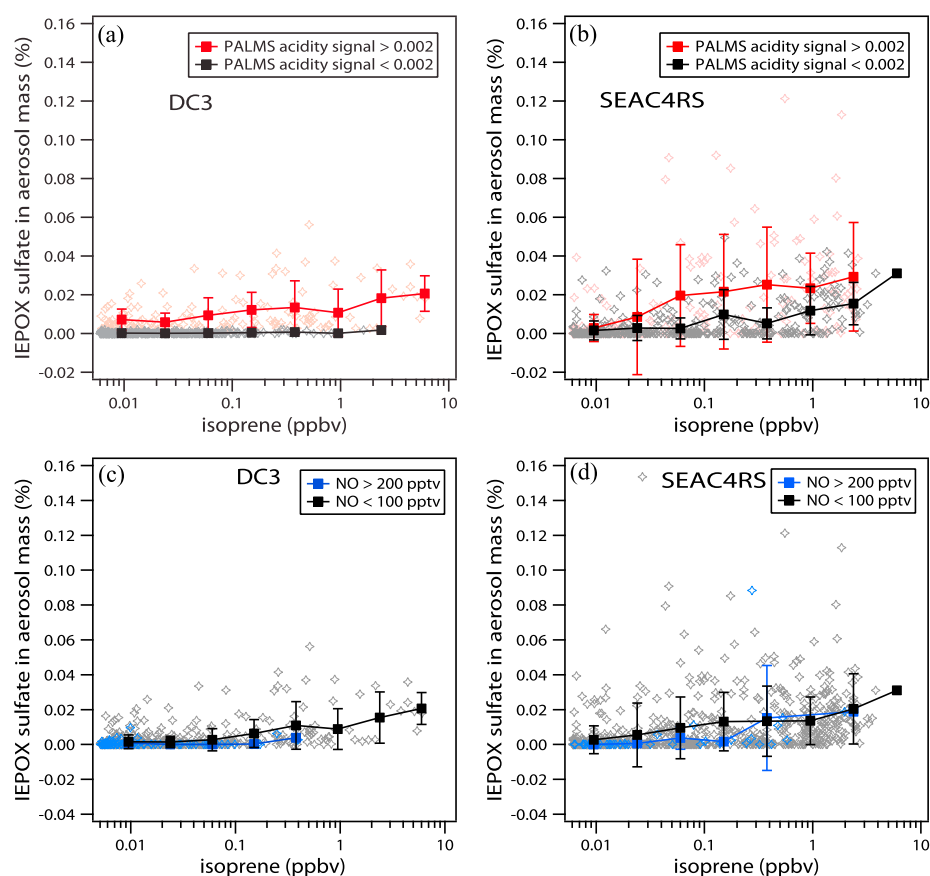 (a)
PALMS acidity signal > 0.002
PALMS acidity signal < 0.002
DC3
IEPOX sulfate in aerosol mass (%)
0.16
0.14
0.12
0.10
0.08
0.06
0.04
0.02
0.00
-0.02
0.01
0.1
1
10
isoprene (ppbv)
(b)
PALMS acidity signal > 0.002
PALMS acidity signal < 0.002
SEAC4RS
IEPOX sulfate in aerosol mass (%)
0.16
0.14
0.12
0.10
0.08
0.06
0.04
0.02
0.00
-0.02
0.01
0.1
1
10
isoprene (ppbv)
(c)
DC3
NO > 200 pptv
NO < 100 pptv
IEPOX sulfate in aerosol mass (%)
0.16
0.14
0.12
0.10
0.08
0.06
0.04
0.02
0.00
-0.02
-0.04
0.01
0.1
1
10
isoprene (ppbv)
(d)
SEAC4RS
NO > 200 pptv
NO < 100 pptv
IEPOX sulfate in aerosol mass (%)
0.16
0.14
0.12
0.10
0.08
0.06
0.04
0.02
0.00
-0.02
-0.04
0.01
0.1
1
10
isoprene (ppbv)